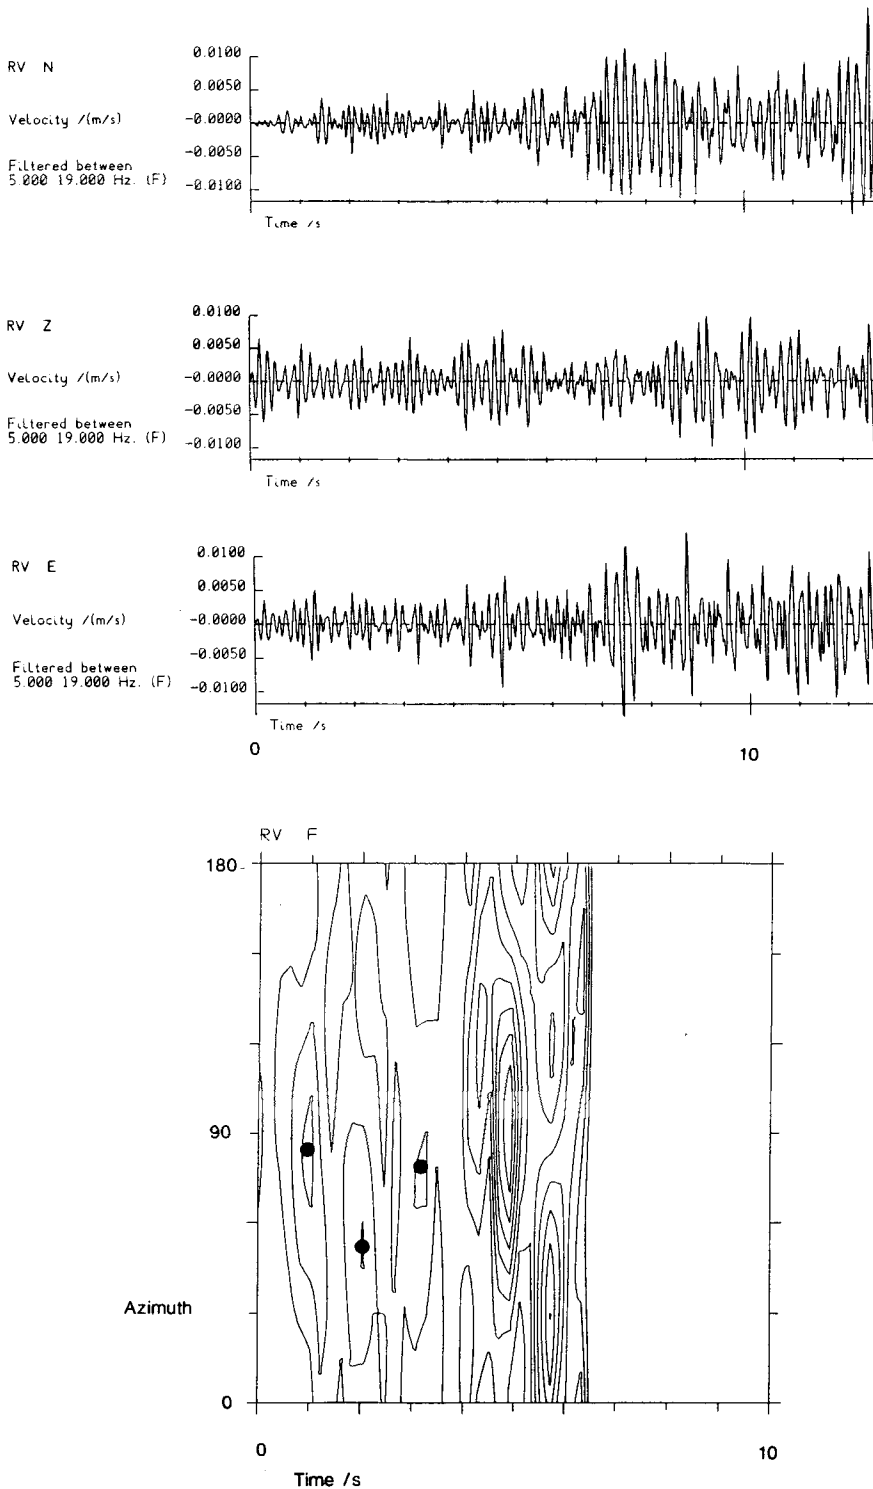 0.0100
RV N
0.0050
Velocity /(m/s) -0.0000
-0.0050
Filtered between
5.000 19.000 Hz. (F) -0.0100
Time /s
0.0100
RV Z
0.0050
Velocity /(m/s) -0.0000
-0.0050
Filtered between
5.000 19.000 Hz. (F) -0.0100
Time /s
0.0100
RV E
0.0050
Velocity /(m/s) -0.0000
-0.0050
Filtered between
5.000 19.000 Hz. (F) -0.0100
Time /s
0 10
RV F
180
90
Azimuth
0
0 10
Time /s